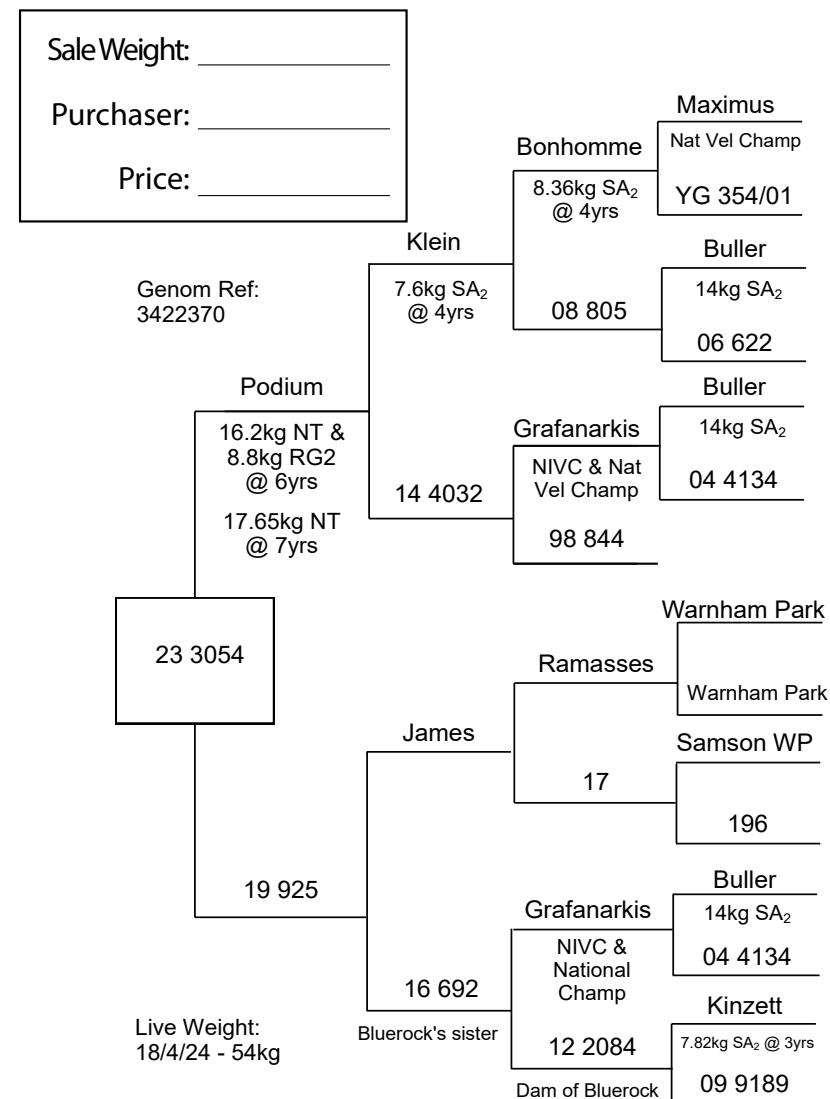 Sale Weight:
Purchaser:
Price:
Maximus
Nat Vel Champ
YG 354/01
Bonhomme
8.36kg SA₂
@ 4yrs
Buller
14kg SA₂
06 622
08 805
Klein
7.6kg SA₂
@ 4yrs
Genom Ref:
3422370
Buller
14kg SA₂
04 4134
Grafanarkis
NIVC & Nat
Vel Champ
98 844
14 4032
Podium
16.2kg NT &
8.8kg RG2
@ 6yrs
17.65kg NT
@ 7yrs
23 3054
Warnham Park
Warnham Park
Ramasses
Samson WP
196
17
James
19 925
Buller
14kg SA₂
04 4134
Grafanarkis
NIVC &
National
Champ
12 2084
Dam of Bluerock
Kinzett
7.82kg SA₂ @ 3yrs
09 9189
16 692
Bluerock's sister
Live Weight:
18/4/24 - 54kg